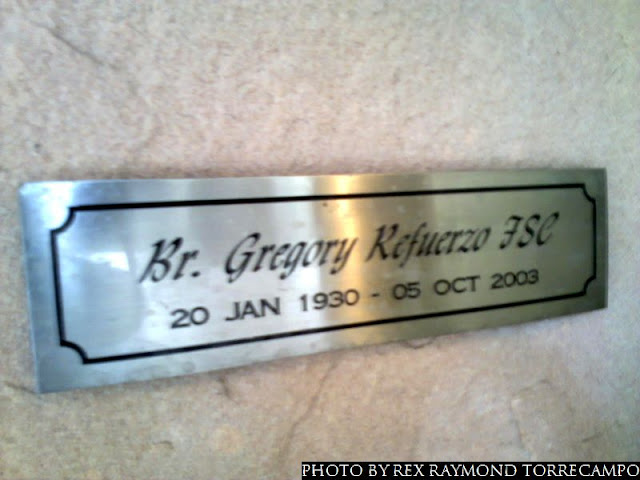 Br. Gregory Refuerzo FSC
20 JAN 1930 - 05 OCT 2003
PHOTO BY REX RAYMOND TORRECAMPO